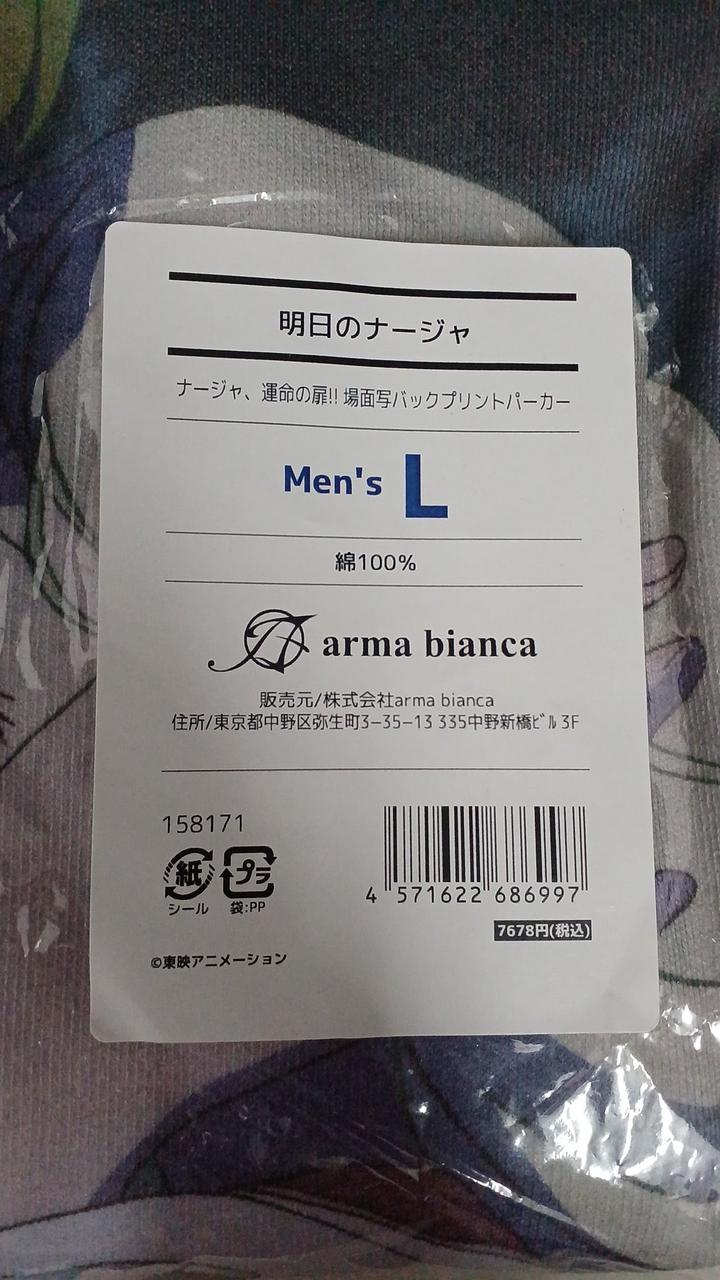 明日のナージャ
ナージャ、運命の扉!! 場面写バックプリントパーカー
Men's L
綿100%
arma bianca
販売元/株式会社arma bianca
住所/東京都中野区弥生町3-35-13 335中野新橋ﾋﾞﾙ 3F
158171
紙 プラ
シール 袋:PP
4 571622 686997
7678円(税込)
©東映アニメーション